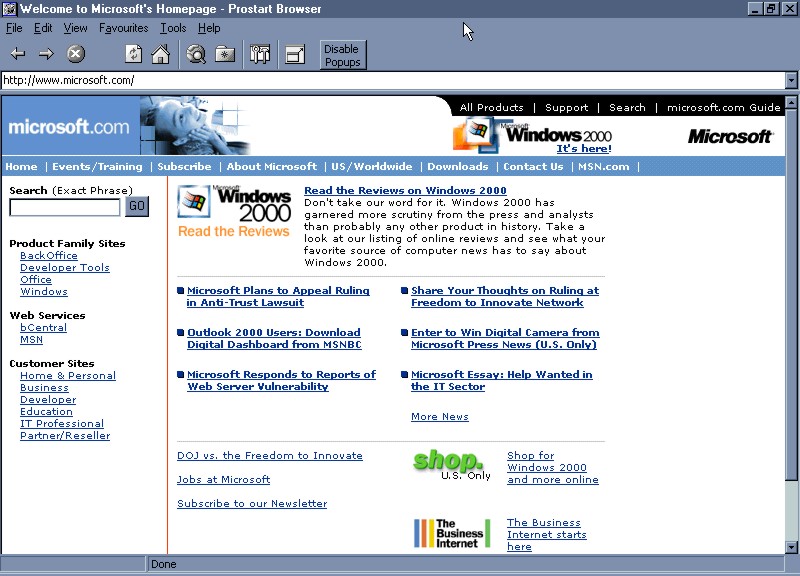 Welcome to Microsoft's Homepage - Prostart Browser
File Edit View Favourites Tools Help
Disable
Popups
http://www.microsoft.com/
All Products | Support | Search | microsoft.com Guide
microsoft.com
Microsoft
Windows 2000
It's here!
Microsoft
Home | Events/Training | Subscribe | About Microsoft | US/Worldwide | Downloads | Contact Us | MSN.com |
Search (Exact Phrase)
GO
Product Family Sites
BackOffice
Developer Tools
Office
Windows
Web Services
bCentral
MSN
Customer Sites
Home & Personal
Business
Developer
Education
IT Professional
Partner/Reseller
Microsoft
Windows
2000
Read the Reviews
Read the Reviews on Windows 2000
Don't take our word for it. Windows 2000 has
garnered more scrutiny from the press and analysts
than probably any other product in history. Take a
look at our listing of online reviews and see what your
favorite source of computer news has to say about
Windows 2000.
Microsoft Plans to Appeal Ruling
in Anti-Trust Lawsuit
Share Your Thoughts on Ruling at
Freedom to Innovate Network
Outlook 2000 Users: Download
Digital Dashboard from MSNBC
Enter to Win Digital Camera from
Microsoft Press News (U.S. Only)
Microsoft Responds to Reports of
Web Server Vulnerability
Microsoft Essay: Help Wanted in
the IT Sector
More News
DOJ vs. the Freedom to Innovate
Jobs at Microsoft
Subscribe to our Newsletter
shop.
U.S. Only
Shop for
Windows 2000
and more online
The
Business
Internet
The Business
Internet starts
here
Done